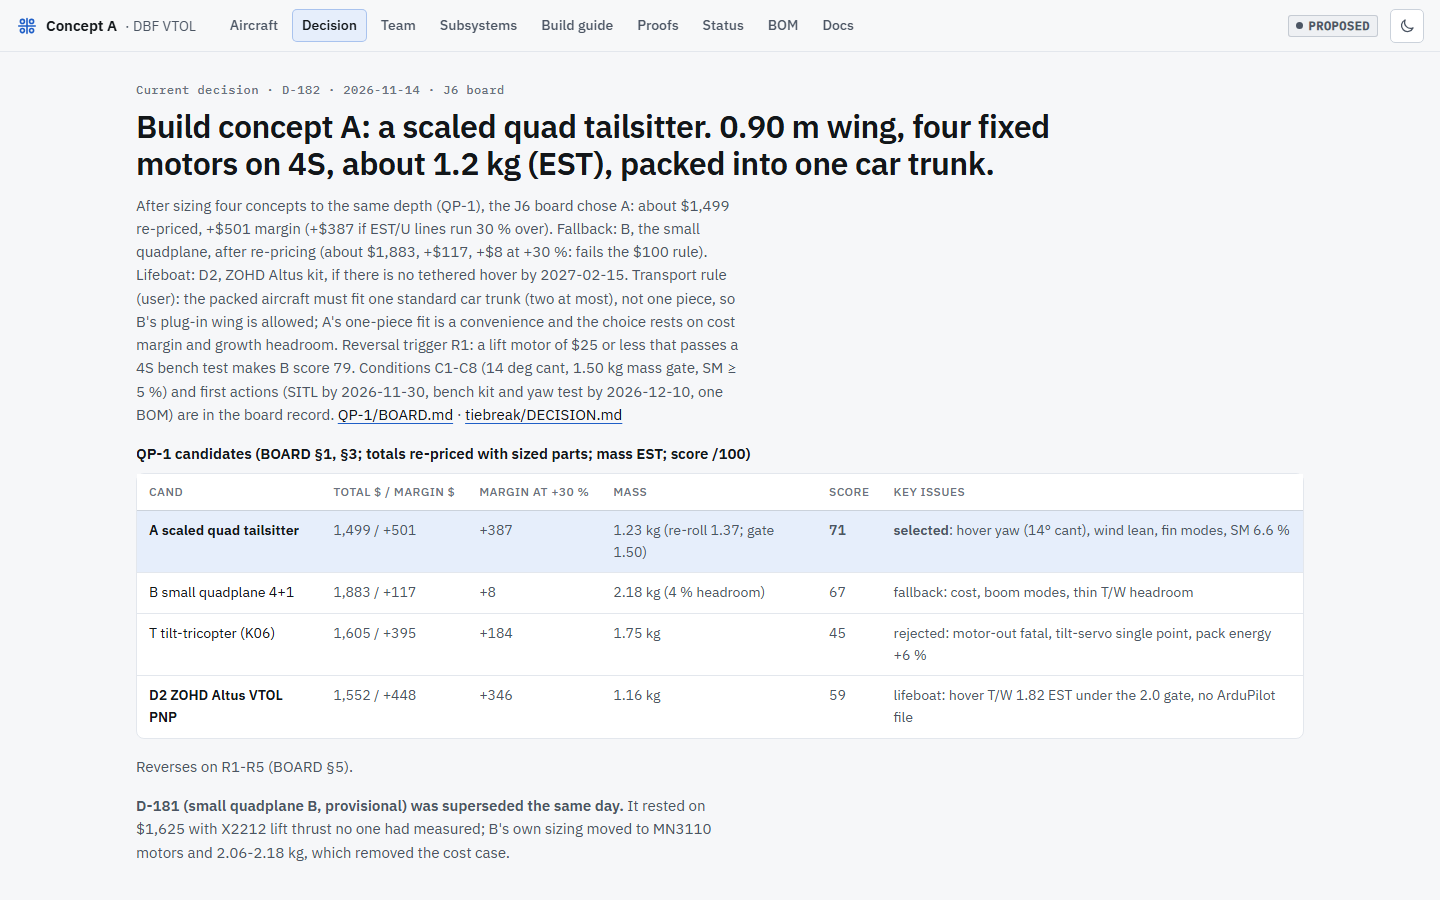 Concept A · DBF VTOL Aircraft Decision Team Subsystems Build guide Proofs Status BOM Docs PROPOSED
Current decision · D-182 · 2026-11-14 · J6 board
Build concept A: a scaled quad tailsitter. 0.90 m wing, four fixed
motors on 4S, about 1.2 kg (EST), packed into one car trunk.
After sizing four concepts to the same depth (QP-1), the J6 board chose A: about $1,499
re-priced, +$501 margin (+$387 if EST/U lines run 30 % over). Fallback: B, the small
quadplane, after re-pricing (about $1,883, +$117, +$8 at +30 %: fails the $100 rule).
Lifeboat: D2, ZOHD Altus kit, if there is no tethered hover by 2027-02-15. Transport rule
(user): the packed aircraft must fit one standard car trunk (two at most), not one piece, so
B's plug-in wing is allowed; A's one-piece fit is a convenience and the choice rests on cost
margin and growth headroom. Reversal trigger R1: a lift motor of $25 or less that passes a
4S bench test makes B score 79. Conditions C1-C8 (14 deg cant, 1.50 kg mass gate, SM ≥
5 %) and first actions (SITL by 2026-11-30, bench kit and yaw test by 2026-12-10, one
BOM) are in the board record. QP-1/BOARD.md · tiebreak/DECISION.md
QP-1 candidates (BOARD §1, §3; totals re-priced with sized parts; mass EST; score /100)
CAND TOTAL $ / MARGIN $ MARGIN AT +30 % MASS SCORE KEY ISSUES
A scaled quad tailsitter 1,499 / +501 +387 1.23 kg (re-roll 1.37; gate 71 selected: hover yaw (14° cant), wind lean, fin modes, SM 6.6 %
1.50)
B small quadplane 4+1 1,883 / +117 +8 2.18 kg (4 % headroom) 67 fallback: cost, boom modes, thin T/W headroom
T tilt-tricopter (K06) 1,605 / +395 +184 1.75 kg 45 rejected: motor-out fatal, tilt-servo single point, pack energy
+6 %
D2 ZOHD Altus VTOL 1,552 / +448 +346 1.16 kg 59 lifeboat: hover T/W 1.82 EST under the 2.0 gate, no ArduPilot
PNP file
Reverses on R1-R5 (BOARD §5).
D-181 (small quadplane B, provisional) was superseded the same day. It rested on
$1,625 with X2212 lift thrust no one had measured; B's own sizing moved to MN3110
motors and 2.06-2.18 kg, which removed the cost case.